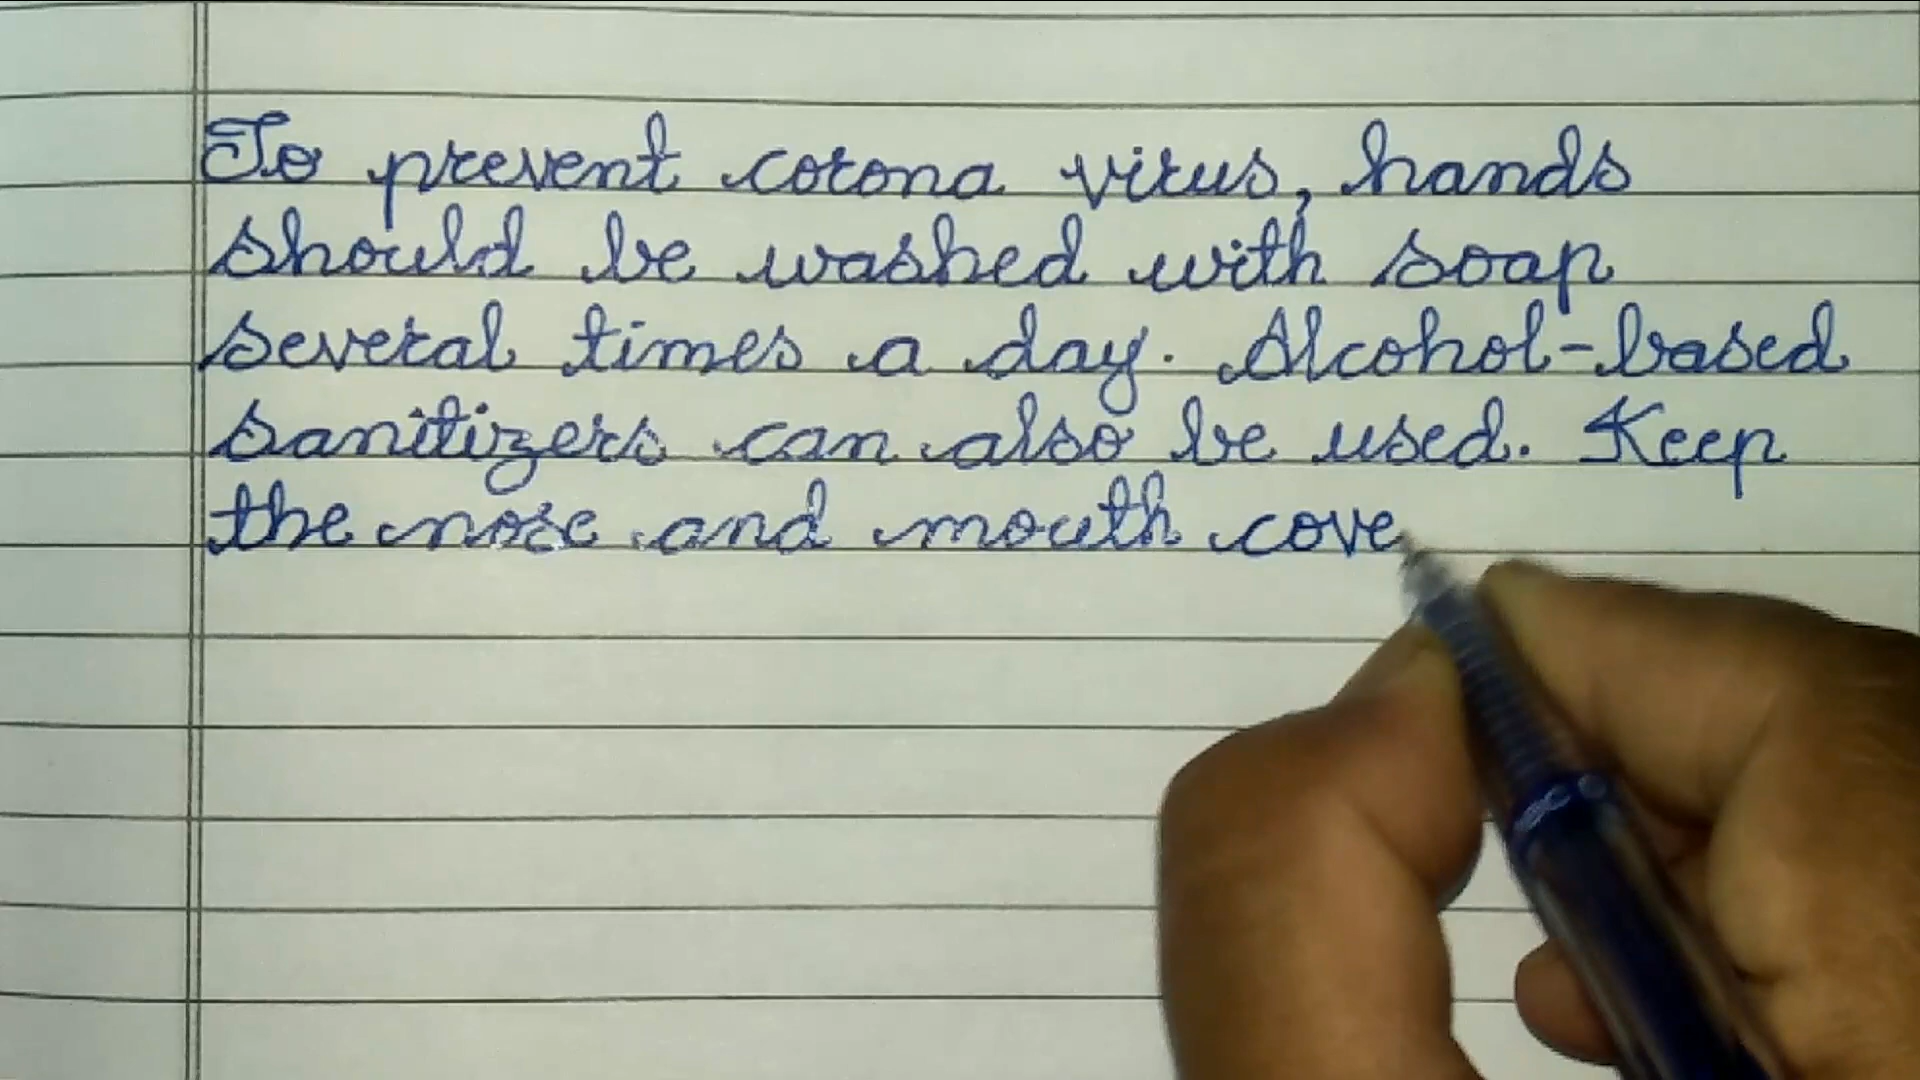 To prevent corona virus, hands
should be washed with soap
several times a day. Alcohol-based
sanitizers can also be used. Keep
the nose and mouth cove